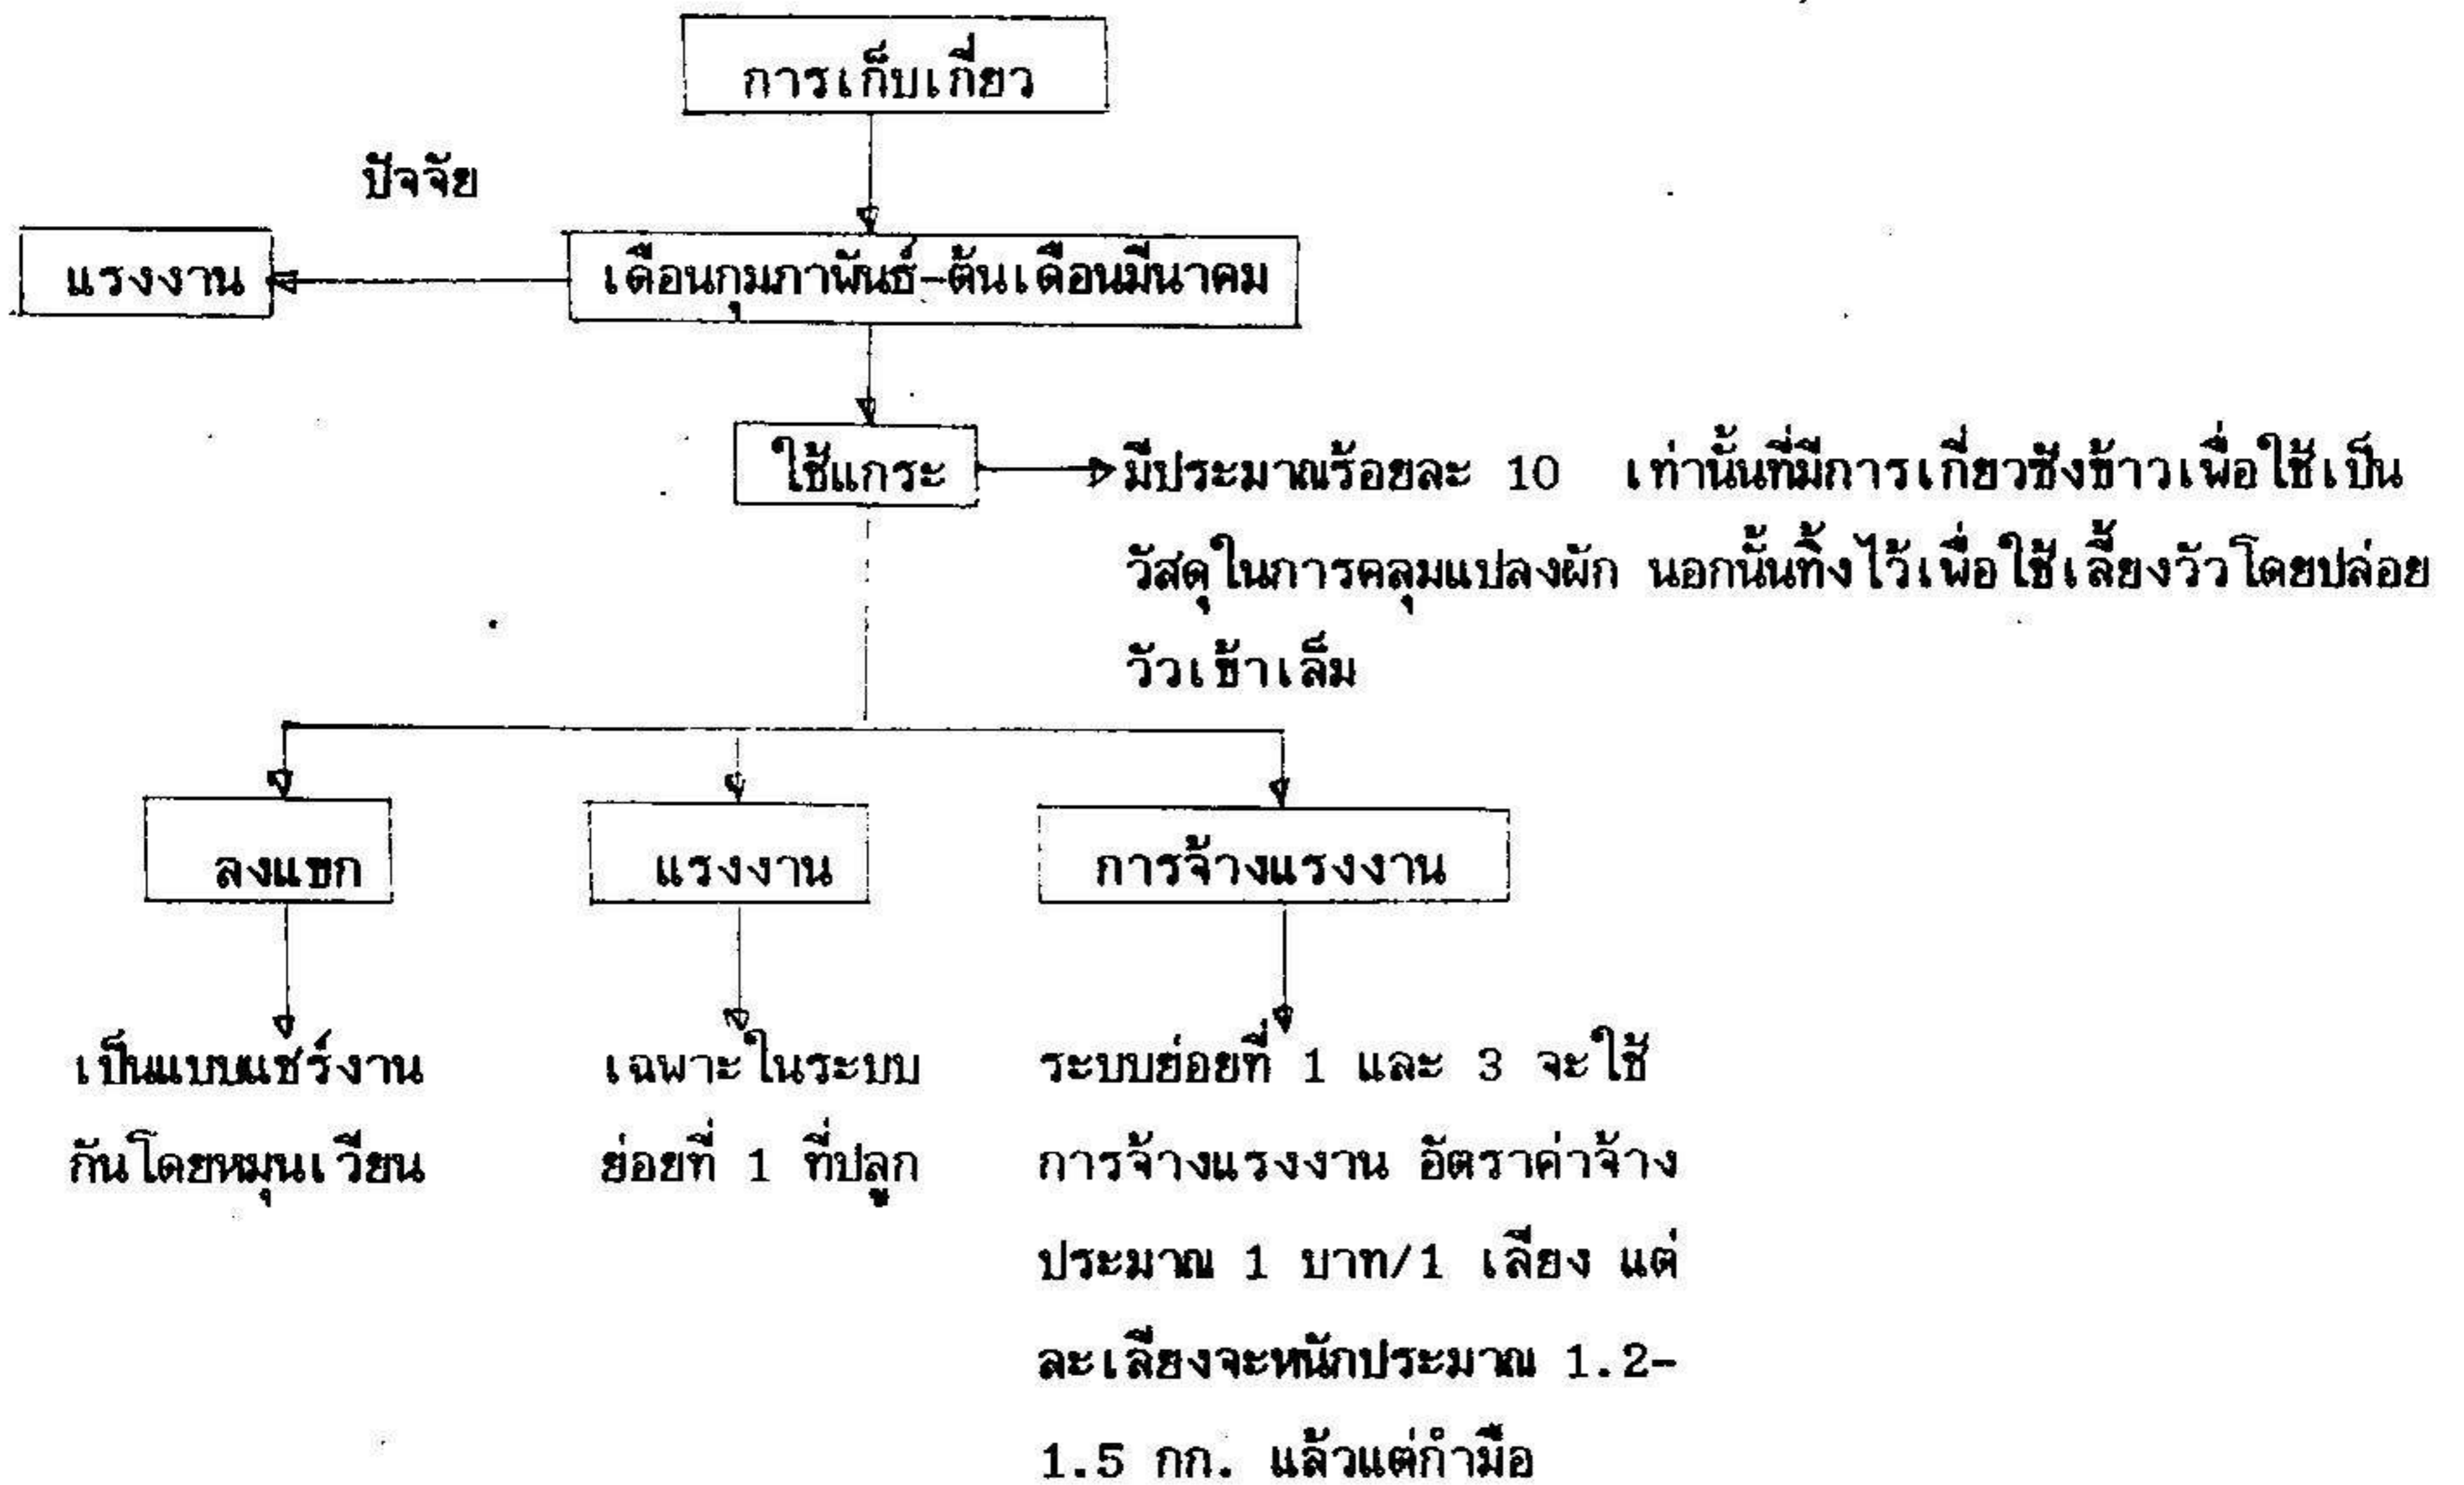 การเก็บเกี่ยว
ปัจจัย
แรงงาน
เดือนกุมภาพันธ์-ต้นเดือนมีนาคม
ใช้แกระ
มีประมาณร้อยละ 10 เท่านั้นที่มีการเกี่ยวซังข้าวเพื่อใช้เป็น
วัสดุในการคลุมแปลงผัก นอกนั้นทิ้งไว้เพื่อใช้เลี้ยงวัวโดยปล่อย
วัวเข้าเล็ม
ลงแขก
แรงงาน
การจ้างแรงงาน
เป็นแบบแชร์งาน
กันโดยหมุนเวียน
เฉพาะในระบบ
ย่อยที่ 1 ที่ปลูก
ระบบย่อยที่ 1 และ 3 จะใช้
การจ้างแรงงาน อัตราค่าจ้าง
ประมาณ 1 บาท/1 เลียง แต่
ละเลียงจะหนักประมาณ 1.2-
1.5 กก. แล้วแต่กำมือ